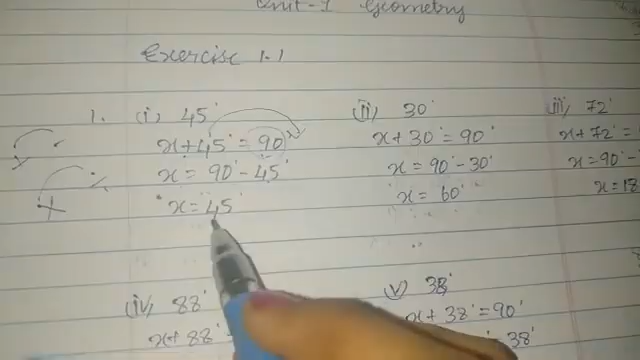 Unit-1 Geometry
Exercise 1.1
1. (i) 45°
x+45°=90°
x=90°-45°
x=45°
(ii) 30°
x+30°=90°
x=90°-30°
x=60°
(iii) 72°
x+72°=
x=90°-
x=18
(iv) 88°
x+88°
(v) 38°
x+38°=90°
38°